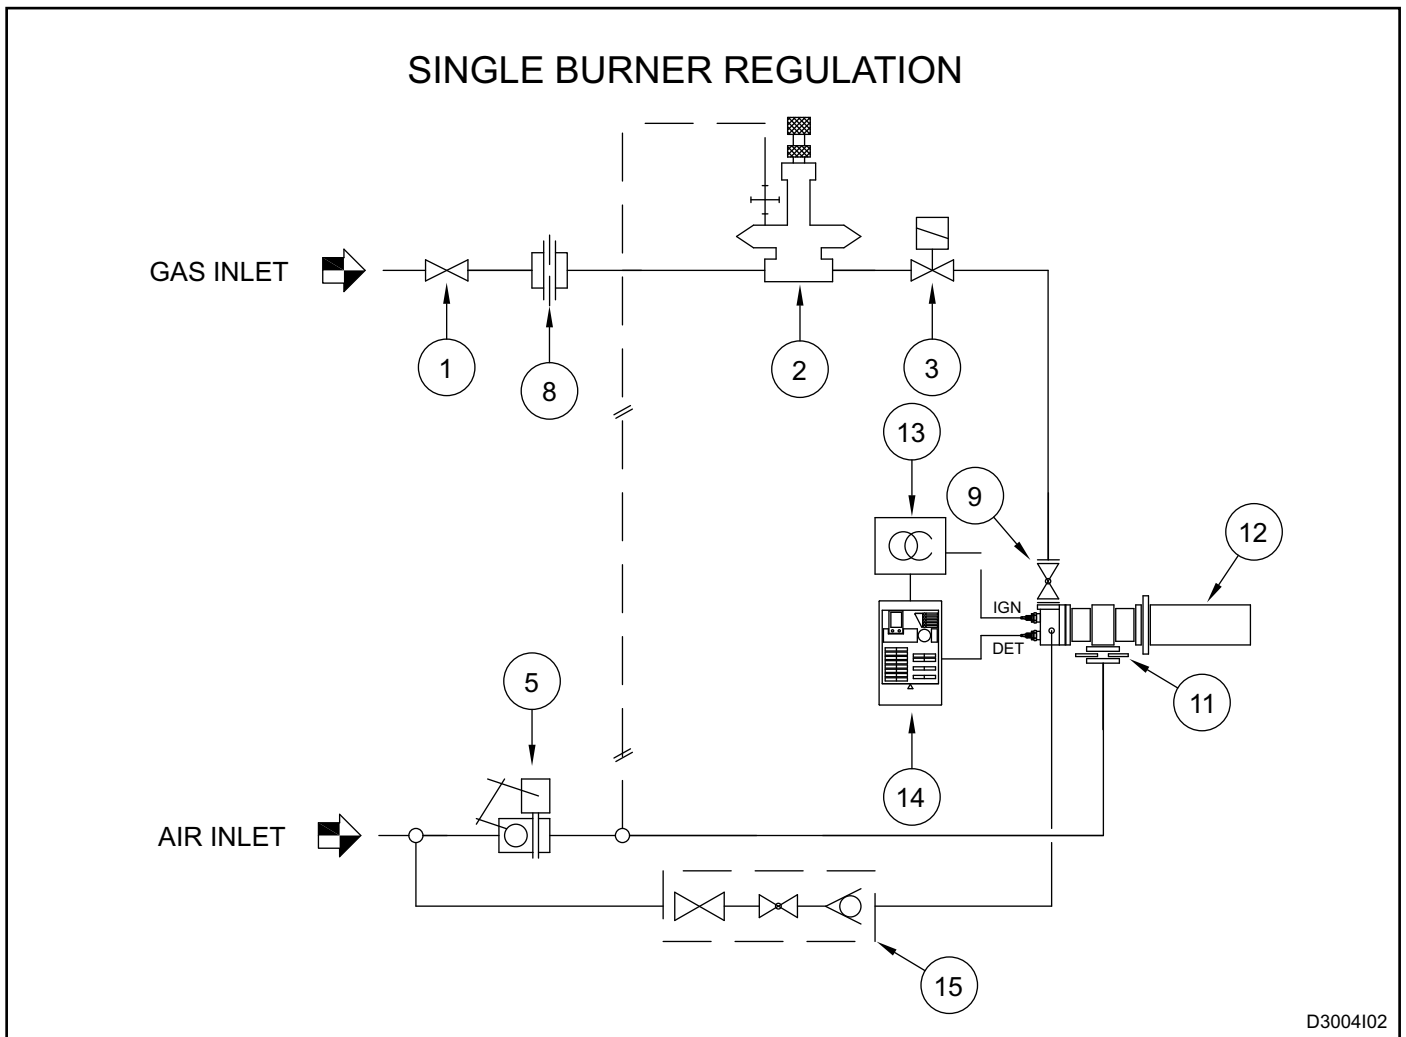 SINGLE BURNER REGULATION
GAS INLET
1
8
2
3
13
9
12
IGN
DET
5
11
14
AIR INLET
15
D3004I02